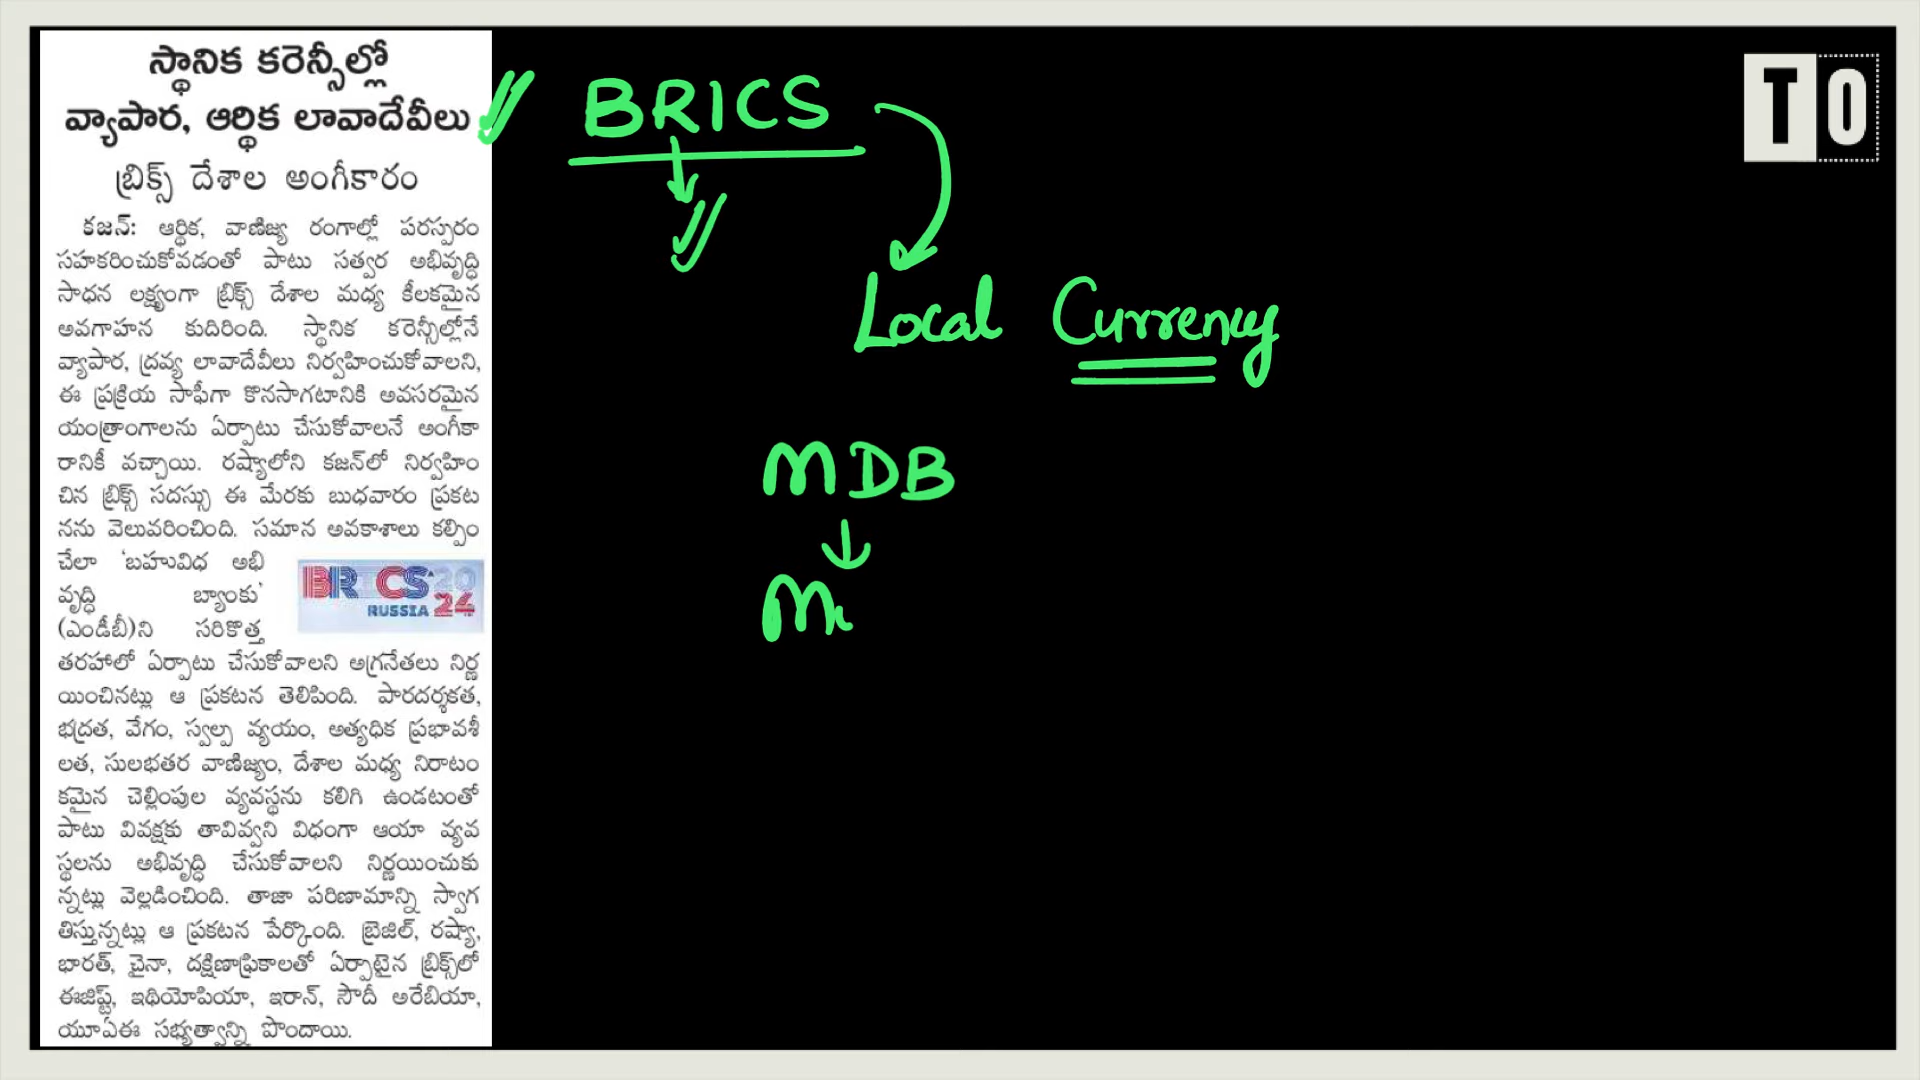 స్థానిక కరెన్సీల్లో
వ్యాపార, ఆర్థిక లావాదేవీలు
బ్రిక్స్ దేశాల అంగీకారం
కజన్: ఆర్థిక, వాణిజ్య రంగాల్లో పరస్పరం
సహకరించుకోవడంతో పాటు సత్వర అభివృద్ధి
సాధన లక్ష్యంగా బ్రిక్స్ దేశాల మధ్య కీలకమైన
అవగాహన కుదిరింది. స్థానిక కరెన్సీల్లోనే
వ్యాపార, ద్రవ్య లావాదేవీలు నిర్వహించుకోవాలని,
ఈ ప్రక్రియ సాఫీగా కొనసాగటానికి అవసరమైన
యంత్రాంగాలను ఏర్పాటు చేసుకోవాలనే అంగీకా
రానికీ వచ్చాయి. రష్యాలోని కజన్‌లో నిర్వహిం
చిన బ్రిక్స్ సదస్సు ఈ మేరకు బుధవారం ప్రకట
నను వెలువరించింది. సమాన అవకాశాలు కల్పిం
చేలా 'బహువిధ అభి
వృద్ధి బ్యాంకు'
(ఎండీబీ)ని సరికొత్త
తరహాలో ఏర్పాటు చేసుకోవాలని అగ్రనేతలు నిర్ణ
యించినట్లు ఆ ప్రకటన తెలిపింది. పారదర్శకత,
భద్రత, వేగం, స్వల్ప వ్యయం, అత్యధిక ప్రభావశీ
లత, సులభతర వాణిజ్యం, దేశాల మధ్య నిరాటం
కమైన చెల్లింపుల వ్యవస్థను కలిగి ఉండటంతో
పాటు వివక్షకు తావివ్వని విధంగా ఆయా వ్యవ
స్థలను అభివృద్ధి చేసుకోవాలని నిర్ణయించుకు
న్నట్లు వెల్లడించింది. తాజా పరిణామాన్ని స్వాగ
తిస్తున్నట్లు ఆ ప్రకటన పేర్కొంది. బ్రెజిల్, రష్యా,
భారత్, చైనా, దక్షిణాఫ్రికాలతో ఏర్పాటైన బ్రిక్స్‌లో
ఈజిప్ట్, ఇథియోపియా, ఇరాన్, సౌదీ అరేబియా,
యూఏఈ సభ్యత్వాన్ని పొందాయి.
BRICS 20
RUSSIA 24
BRICS
Local Currency
MDB
TO